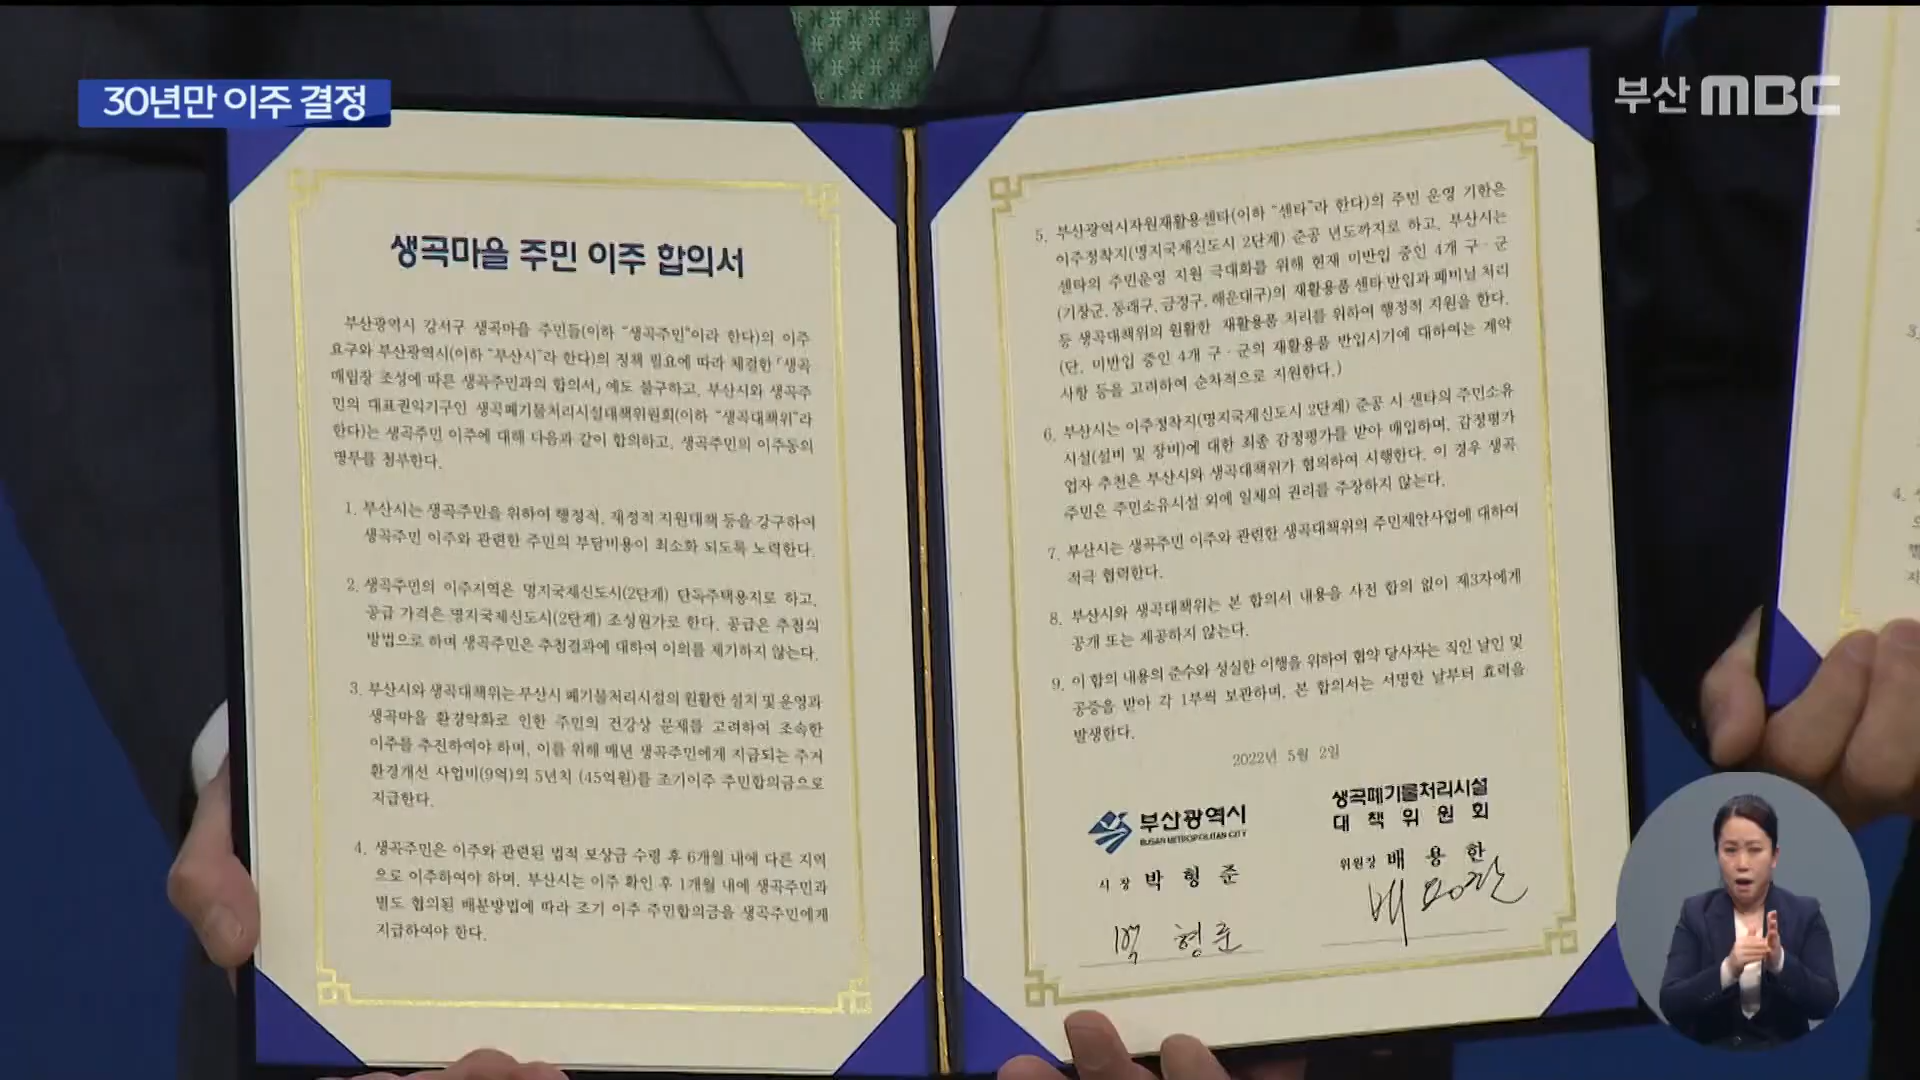 30년만 이주 결정
부산 MBC
생곡마을 주민 이주 합의서
부산광역시 강서구 생곡마을 주민들(이하 "생곡주민"이라 한다)의 이주
요구와 부산광역시(이하 "부산시"라 한다)의 정책 필요에 따라 체결한「생곡
매립장 조성에 따른 생곡주민과의 합의서」에도 불구하고, 부산시와 생곡주
민의 대표권익기구인 생곡폐기물처리시설대책위원회(이하 "생곡대책위"라
한다)는 생곡주민 이주에 대해 다음과 같이 합의하고, 생곡주민의 이주동의
명부를 첨부한다.
1. 부산시는 생곡주민을 위하여 행정적, 재정적 지원대책 등을 강구하여
생곡주민 이주와 관련한 주민의 부담비용이 최소화 되도록 노력한다.
2. 생곡주민의 이주지역은 명지국제신도시(2단계) 단독주택용지로 하고,
공급 가격은 명지국제신도시(2단계) 조성원가로 한다. 공급은 추첨의
방법으로 하며 생곡주민은 추첨결과에 대하여 이의를 제기하지 않는다.
3. 부산시와 생곡대책위는 부산시 폐기물처리시설의 원활한 설치 및 운영과
생곡마을 환경악화로 인한 주민의 건강상 문제를 고려하여 조속한
이주를 추진하여야 하며, 이를 위해 매년 생곡주민에게 지급되는 주거
환경개선 사업비(9억)의 5년치 (45억원)를 조기이주 주민합의금으로
지급한다.
4. 생곡주민은 이주와 관련된 법적 보상금 수령 후 6개월 내에 다른 지역
으로 이주하여야 하며, 부산시는 이주 확인 후 1개월 내에 생곡주민과
별도 협의된 배분방법에 따라 조기 이주 주민합의금을 생곡주민에게
지급하여야 한다.
5. 부산광역시자원재활용센타(이하 "센타"라 한다)의 주민 운영 기한은
이주정착지(명지국제신도시 2단계) 준공 년도까지로 하고, 부산시는
센타의 주민운영 지원 극대화를 위해 현재 미반입 중인 4개 구·군
(기장군, 동래구, 금정구, 해운대구)의 재활용품 센타 반입과 폐비닐 처리
등 생곡대책위의 원활한 재활용품 처리를 위하여 행정적 지원을 한다.
(단, 미반입 중인 4개 구·군의 재활용품 반입시기에 대하여는 계약
사항 등을 고려하여 순차적으로 지원한다.)
6. 부산시는 이주정착지(명지국제신도시 2단계) 준공 시 센타의 주민소유
시설(설비 및 장비)에 대한 최종 감정평가를 받아 매입하며, 감정평가
업자 추천은 부산시와 생곡대책위가 협의하여 시행한다. 이 경우 생곡
주민은 주민소유시설 외에 일체의 권리를 주장하지 않는다.
7. 부산시는 생곡주민 이주와 관련한 생곡대책위의 주민제안사업에 대하여
적극 협력한다.
8. 부산시와 생곡대책위는 본 합의서 내용을 사전 합의 없이 제3자에게
공개 또는 제공하지 않는다.
9. 이 합의 내용의 준수와 성실한 이행을 위하여 협약 당사자는 직인 날인 및
공증을 받아 각 1부씩 보관하며, 본 합의서는 서명한 날부터 효력을
발생한다.
2022년 5월 2일
부산광역시
BUSAN METROPOLITAN CITY
시장 박형준
박 형준
생곡폐기물처리시설
대책위원회
위원장 배용한
배용한
3.
4.